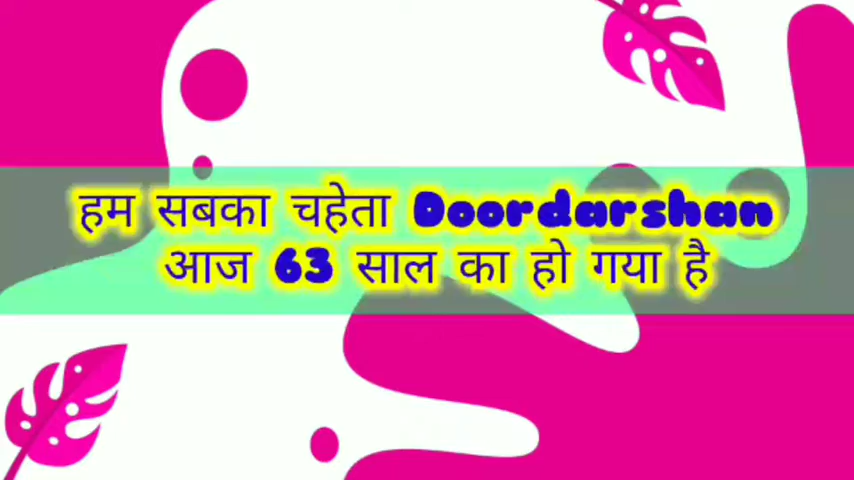 हम सबका चहेता Doordarshan
आज 63 साल का हो गया है